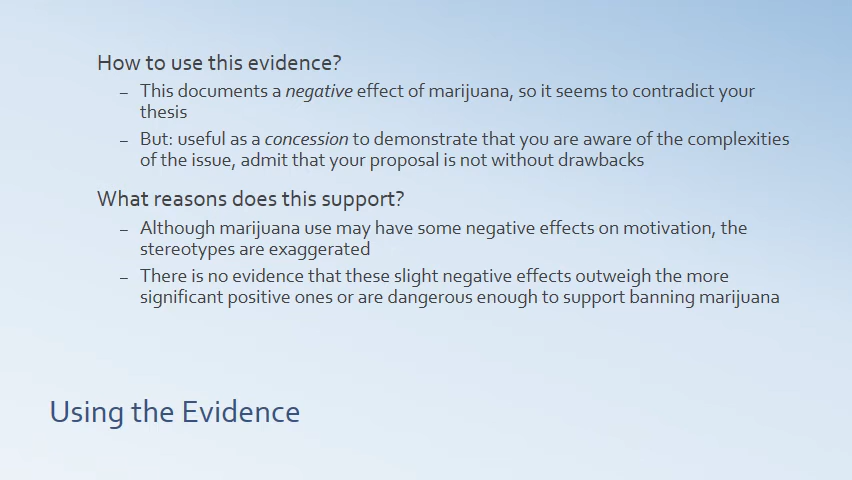 How to use this evidence?
– This documents a negative effect of marijuana, so it seems to contradict your
thesis
– But: useful as a concession to demonstrate that you are aware of the complexities
of the issue, admit that your proposal is not without drawbacks
What reasons does this support?
– Although marijuana use may have some negative effects on motivation, the
stereotypes are exaggerated
– There is no evidence that these slight negative effects outweigh the more
significant positive ones or are dangerous enough to support banning marijuana
Using the Evidence